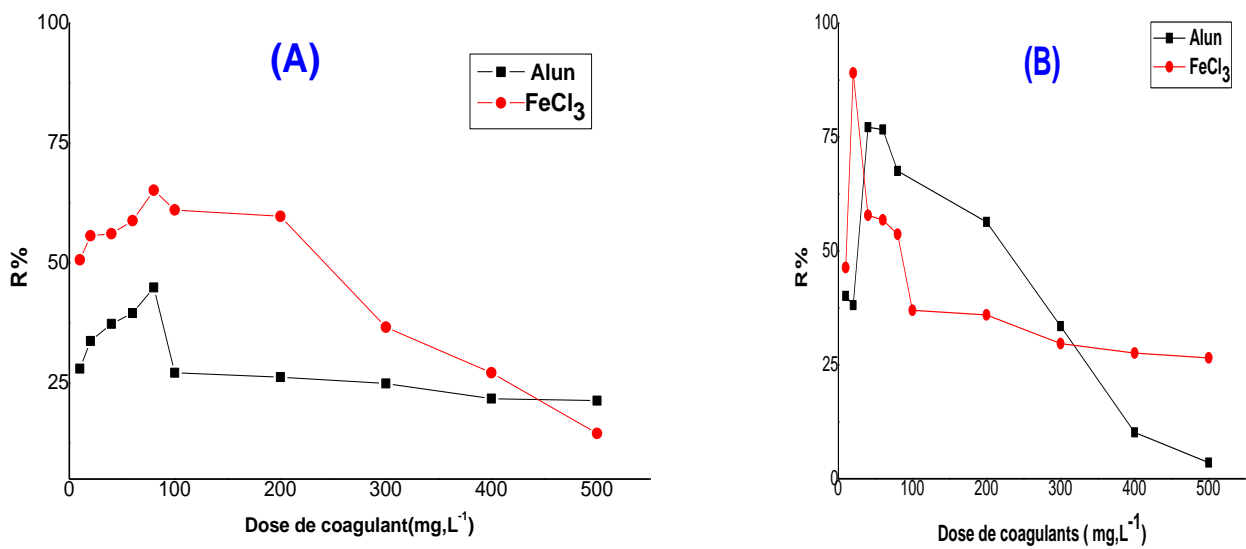 (A)
Alun
FeCl3
100
75
50
25
R%
0 100 200 300 400 500
Dose de coagulant(mg,L-1)
(B)
Alun
FeCl3
100
75
50
25
0
R%
0 100 200 300 400 500
Dose de coagulants ( mg,L-1)